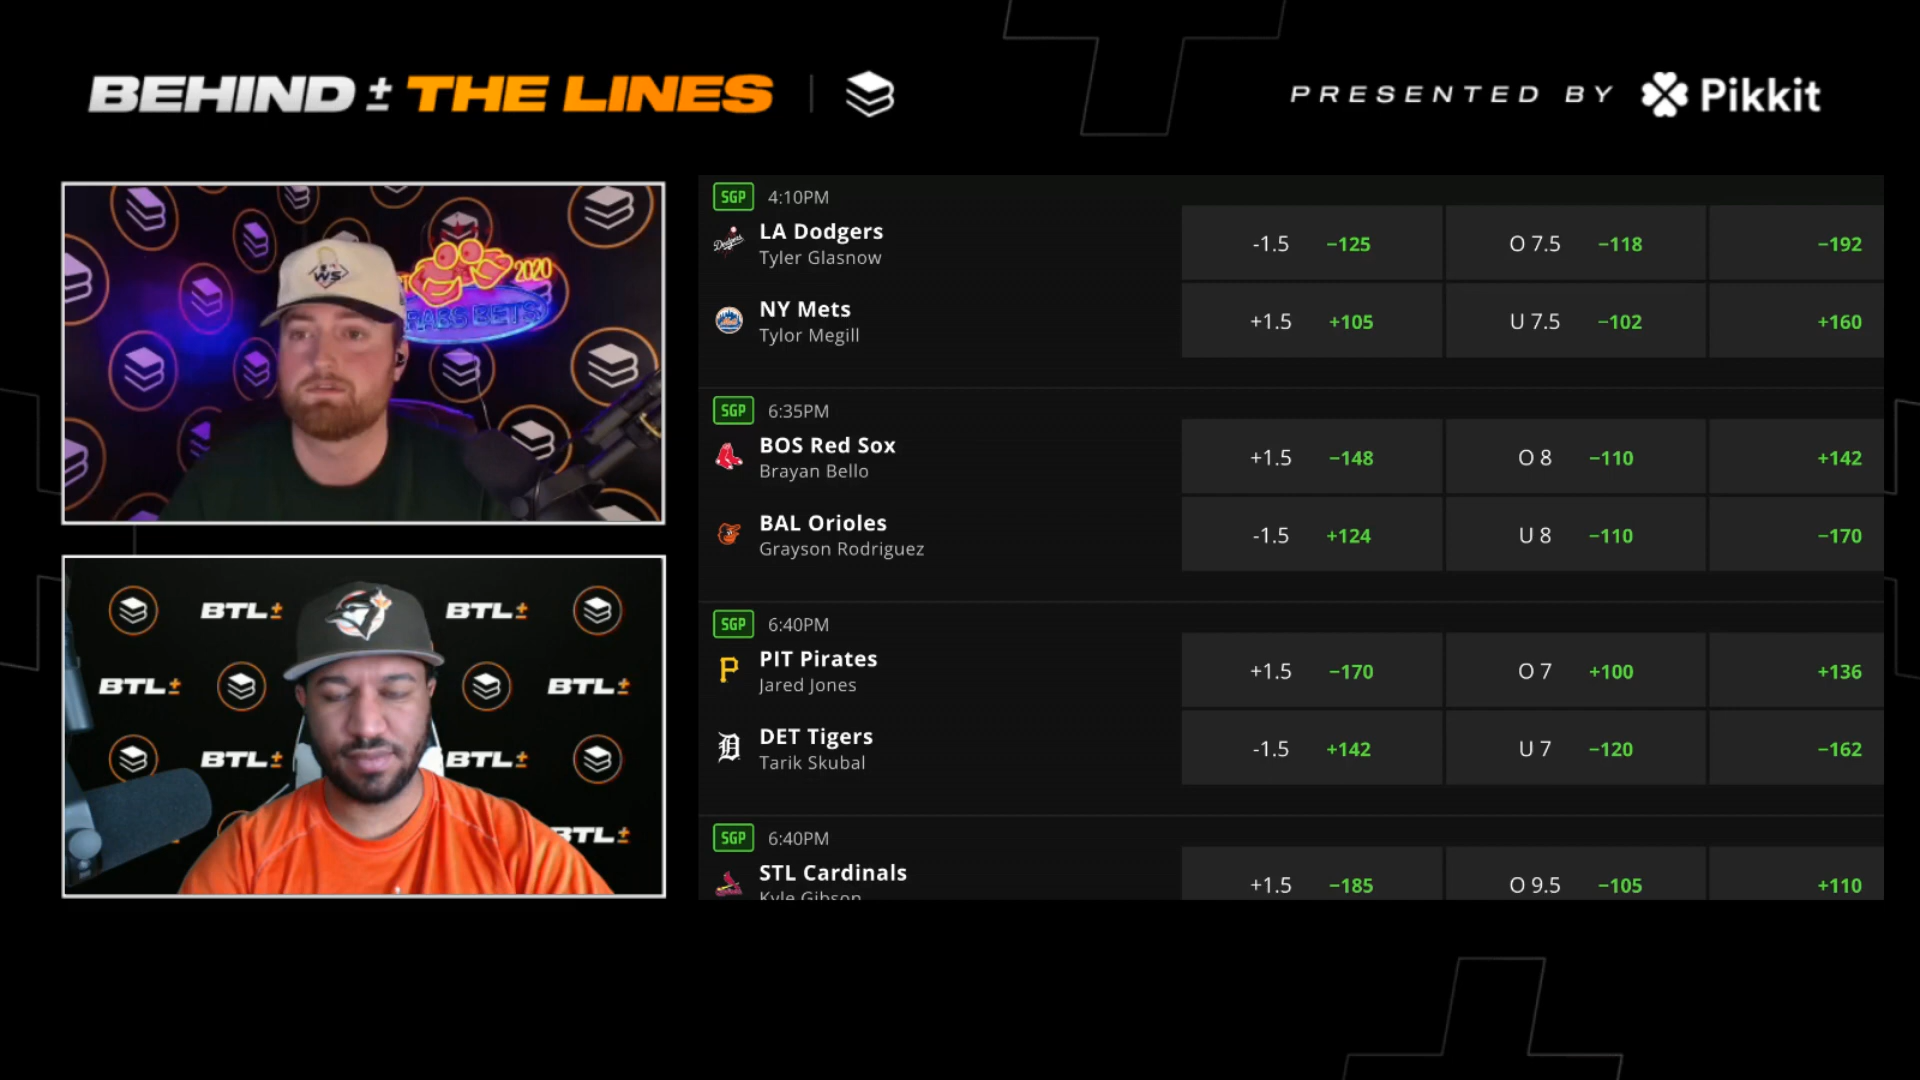 BEHIND ± THE LINES
PRESENTED BY Pikkit
WS
2020
BTL± BTL±
BTL± BTL±
BTL± BTL±
BTL±
SGP 4:10PM
LA Dodgers
Tyler Glasnow
-1.5 −125 O 7.5 −118 −192
NY Mets
Tylor Megill
+1.5 +105 U 7.5 −102 +160
SGP 6:35PM
BOS Red Sox
Brayan Bello
+1.5 −148 O 8 −110 +142
BAL Orioles
Grayson Rodriguez
-1.5 +124 U 8 −110 −170
SGP 6:40PM
PIT Pirates
Jared Jones
+1.5 −170 O 7 +100 +136
DET Tigers
Tarik Skubal
-1.5 +142 U 7 −120 −162
SGP 6:40PM
STL Cardinals
Kyle Gibson
+1.5 −185 O 9.5 −105 +110